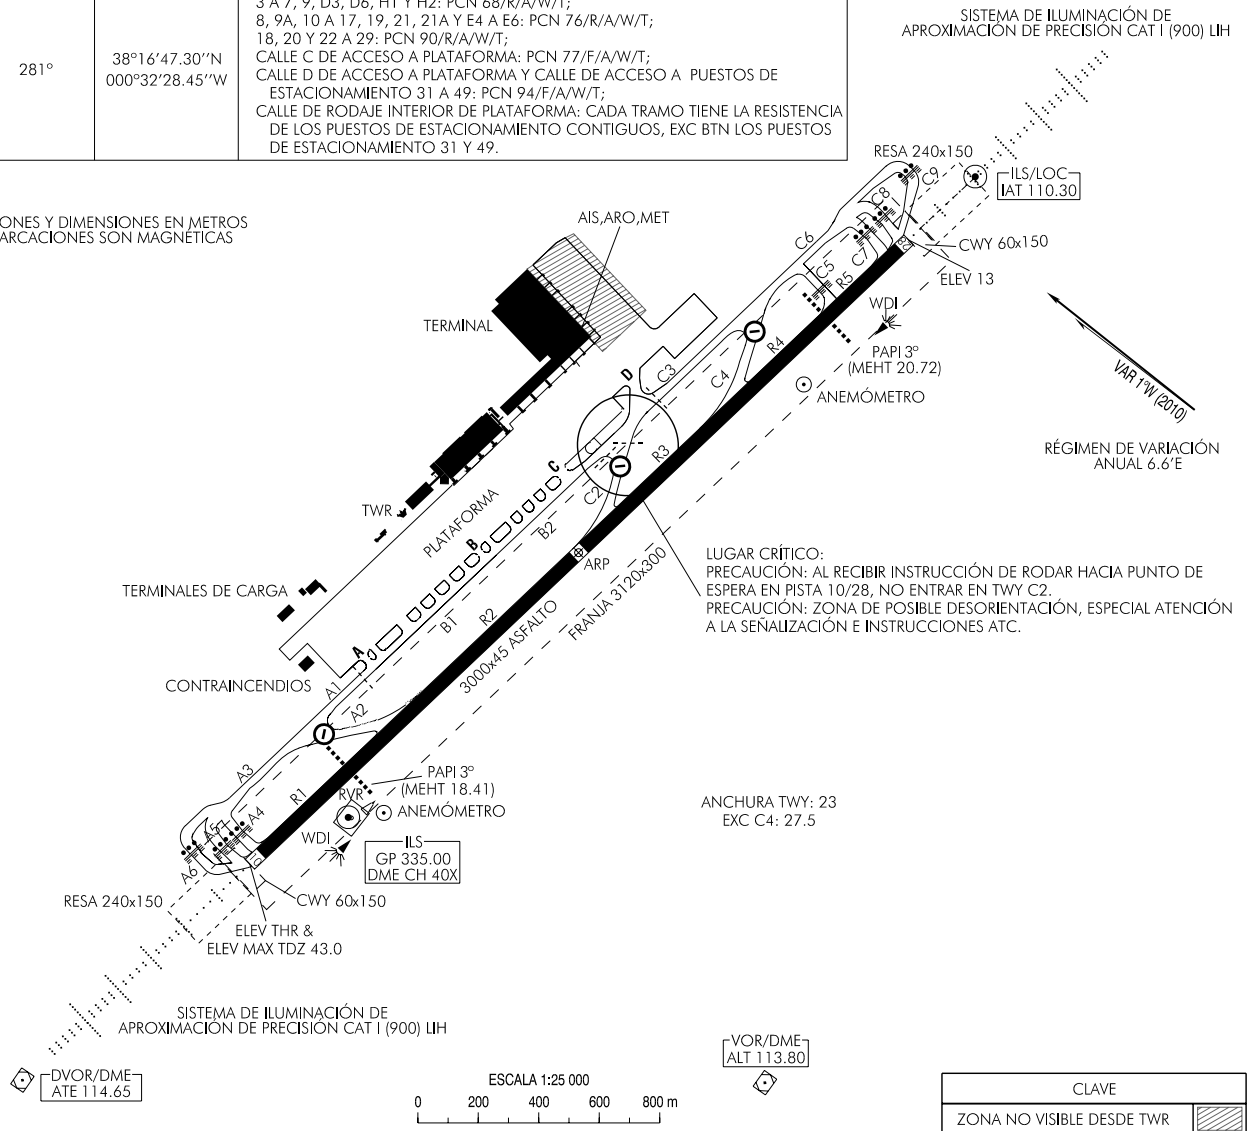 3 A 7, 9, D3, D6, H1 Y H2: PCN 68/R/A/W/T;
8, 9A, 10 A 17, 19, 21, 21A Y E4 A E6: PCN 76/R/A/W/T;
18, 20 Y 22 A 29: PCN 90/R/A/W/T;
CALLE C DE ACCESO A PLATAFORMA: PCN 77/F/A/W/T;
CALLE D DE ACCESO A PLATAFORMA Y CALLE DE ACCESO A PUESTOS DE
ESTACIONAMIENTO 31 A 49: PCN 94/F/A/W/T;
CALLE DE RODAJE INTERIOR DE PLATAFORMA: CADA TRAMO TIENE LA RESISTENCIA
DE LOS PUESTOS DE ESTACIONAMIENTO CONTIGUOS, EXC BTN LOS PUESTOS
DE ESTACIONAMIENTO 31 Y 49.
281°
38°16'47.30''N
000°32'28.45''W
SISTEMA DE ILUMINACIÓN DE
APROXIMACIÓN DE PRECISIÓN CAT I (900) LIH
ONES Y DIMENSIONES EN METROS
ARCACIONES SON MAGNÉTICAS
RESA 240x150
C9
ILS/LOC
IAT 110.30
AIS,ARO,MET
C8
C6
C7
CWY 60x150
28
C5
R5
ELEV 13
WDI
TERMINAL
R4
PAPI 3°
(MEHT 20.72)
VAR 1°W (2010)
D
C3
C4
ANEMÓMETRO
RÉGIMEN DE VARIACIÓN
ANUAL 6.6'E
R3
C
C2
TWR
PLATAFORMA
B2
B
ARP
LUGAR CRÍTICO:
PRECAUCIÓN: AL RECIBIR INSTRUCCIÓN DE RODAR HACIA PUNTO DE
ESPERA EN PISTA 10/28, NO ENTRAR EN TWY C2.
PRECAUCIÓN: ZONA DE POSIBLE DESORIENTACIÓN, ESPECIAL ATENCIÓN
A LA SEÑALIZACIÓN E INSTRUCCIONES ATC.
TERMINALES DE CARGA
B1
R2
3000x45 ASFALTO
FRANJA 3120x300
A
CONTRAINCENDIOS
A1
A2
A3
PAPI 3°
(MEHT 18.41)
R1
RVR
ANEMÓMETRO
ANCHURA TWY: 23
EXC C4: 27.5
A4
A5
A6
10
WDI
ILS
GP 335.00
DME CH 40X
RESA 240x150
CWY 60x150
ELEV THR &
ELEV MAX TDZ 43.0
SISTEMA DE ILUMINACIÓN DE
APROXIMACIÓN DE PRECISIÓN CAT I (900) LIH
DVOR/DME
ATE 114.65
VOR/DME
ALT 113.80
ESCALA 1:25 000
0 200 400 600 800 m
CLAVE
ZONA NO VISIBLE DESDE TWR